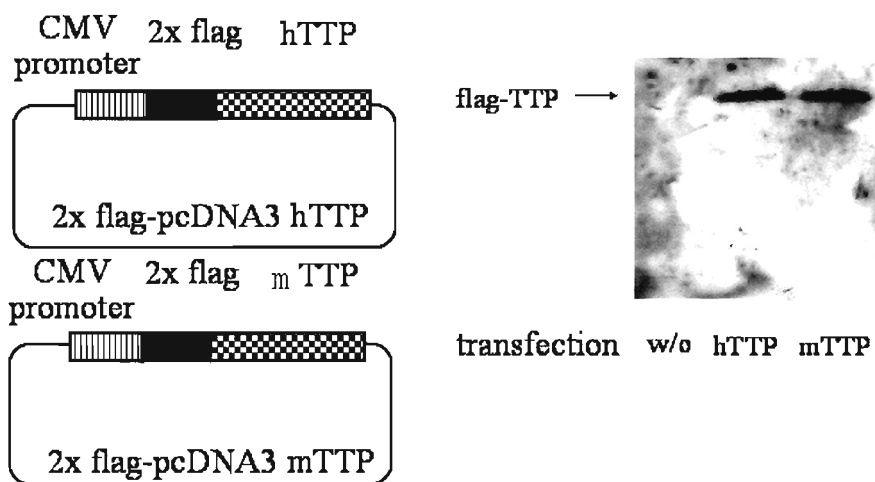 CMV 2x flag hTTP
promoter
2x flag-pcDNA3 hTTP
CMV 2x flag m TTP
promoter
2x flag-pcDNA3 mTTP
flag-TTP
transfection w/o hTTP mTTP